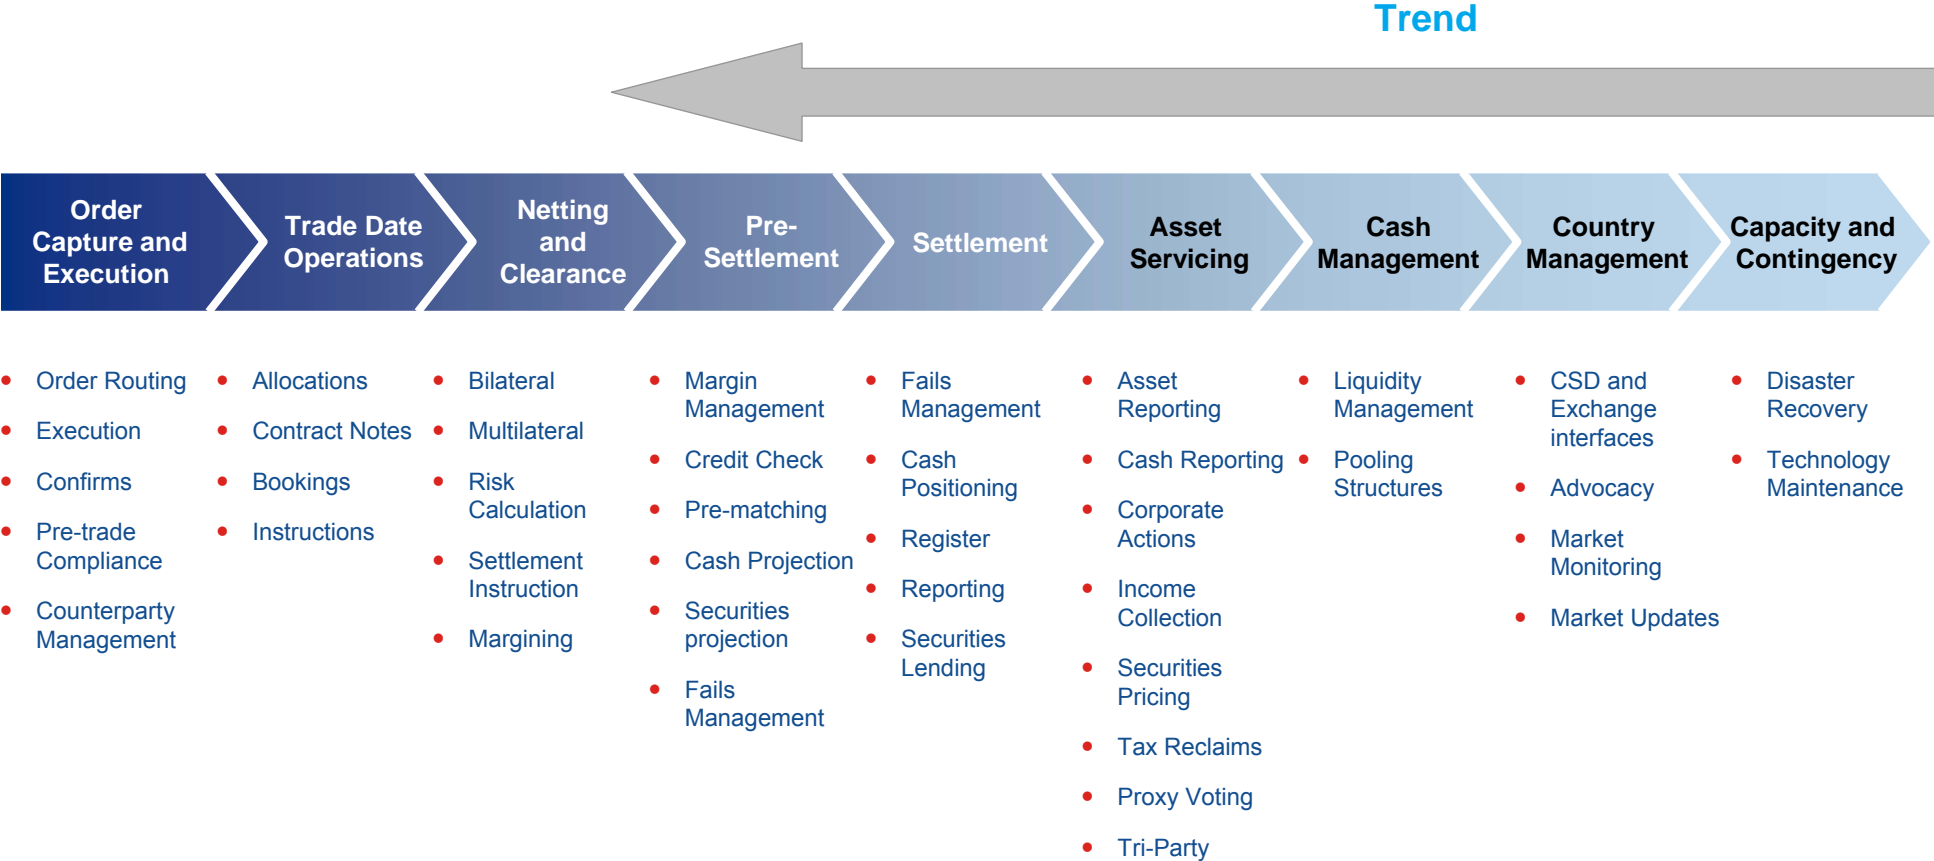 Trend
Order
Capture and
Execution
Trade Date
Operations
Netting
and
Clearance
Pre-
Settlement
Settlement
Asset
Servicing
Cash
Management
Country
Management
Capacity and
Contingency
• Order Routing
• Execution
• Confirms
• Pre-trade
Compliance
• Counterparty
Management
• Allocations
• Contract Notes
• Bookings
• Instructions
• Bilateral
• Multilateral
• Risk
Calculation
• Settlement
Instruction
• Margining
• Margin
Management
• Credit Check
• Pre-matching
• Cash Projection
• Securities
projection
• Fails
Management
• Fails
Management
• Cash
Positioning
• Register
• Reporting
• Securities
Lending
• Asset
Reporting
• Cash Reporting
• Corporate
Actions
• Income
Collection
• Securities
Pricing
• Tax Reclaims
• Proxy Voting
• Tri-Party
• Liquidity
Management
• Pooling
Structures
• CSD and
Exchange
interfaces
• Advocacy
• Market
Monitoring
• Market Updates
• Disaster
Recovery
• Technology
Maintenance